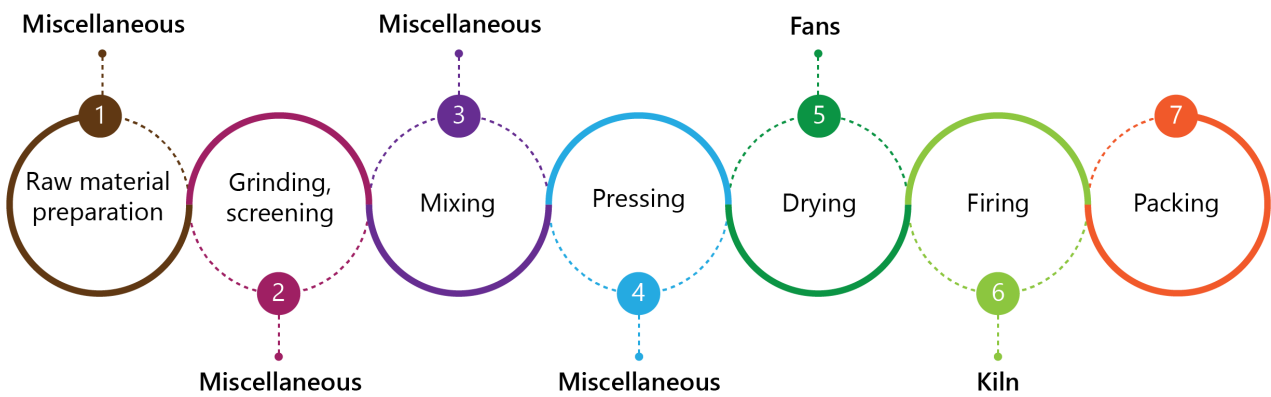 Miscellaneous
Miscellaneous
Fans
1
3
5
7
Raw material
preparation
Grinding,
screening
Mixing
Pressing
Drying
Firing
Packing
2
4
6
Miscellaneous
Miscellaneous
Kiln